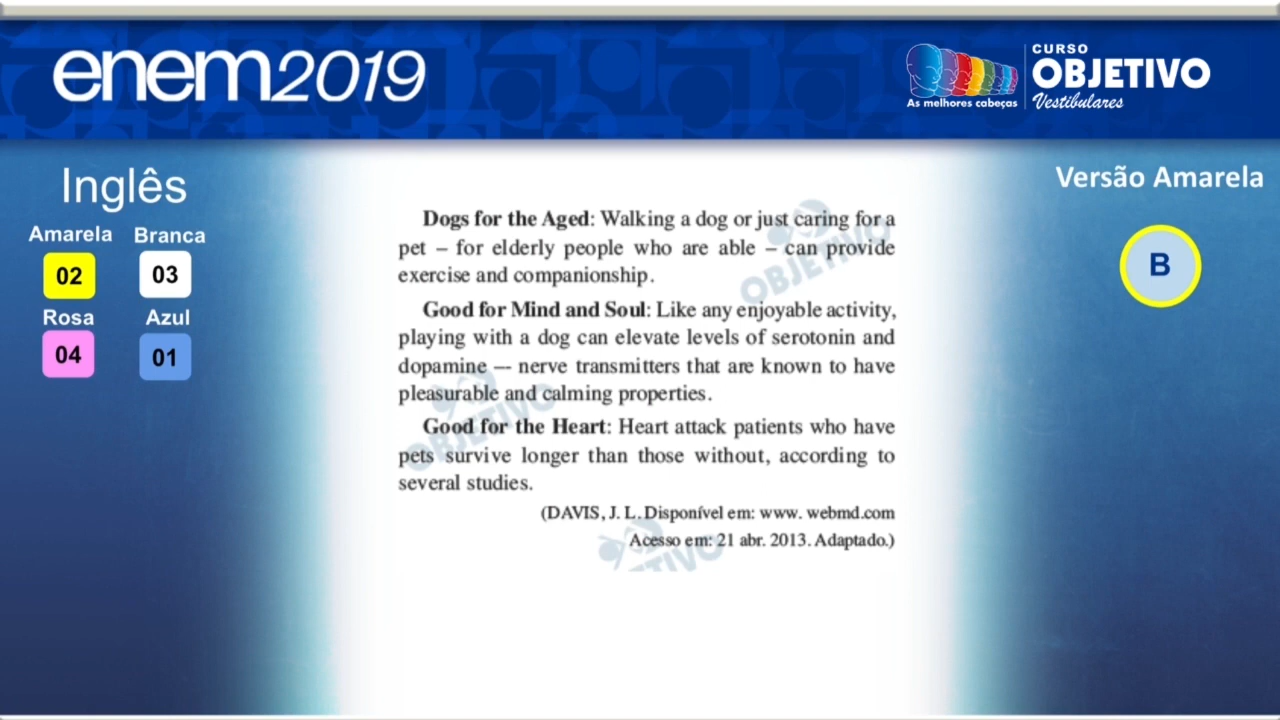 enem2019
CURSO
OBJETIVO
As melhores cabeças
Vestibulares
Inglês
Versão Amarela
Amarela Branca
02 03
Rosa Azul
04 01
B
Dogs for the Aged: Walking a dog or just caring for a
pet – for elderly people who are able – can provide
exercise and companionship.
Good for Mind and Soul: Like any enjoyable activity,
playing with a dog can elevate levels of serotonin and
dopamine — nerve transmitters that are known to have
pleasurable and calming properties.
Good for the Heart: Heart attack patients who have
pets survive longer than those without, according to
several studies.
(DAVIS, J. L. Disponível em: www. webmd.com
Acesso em: 21 abr. 2013. Adaptado.)
OBJETIVO
OBJETIVO
ETIVO